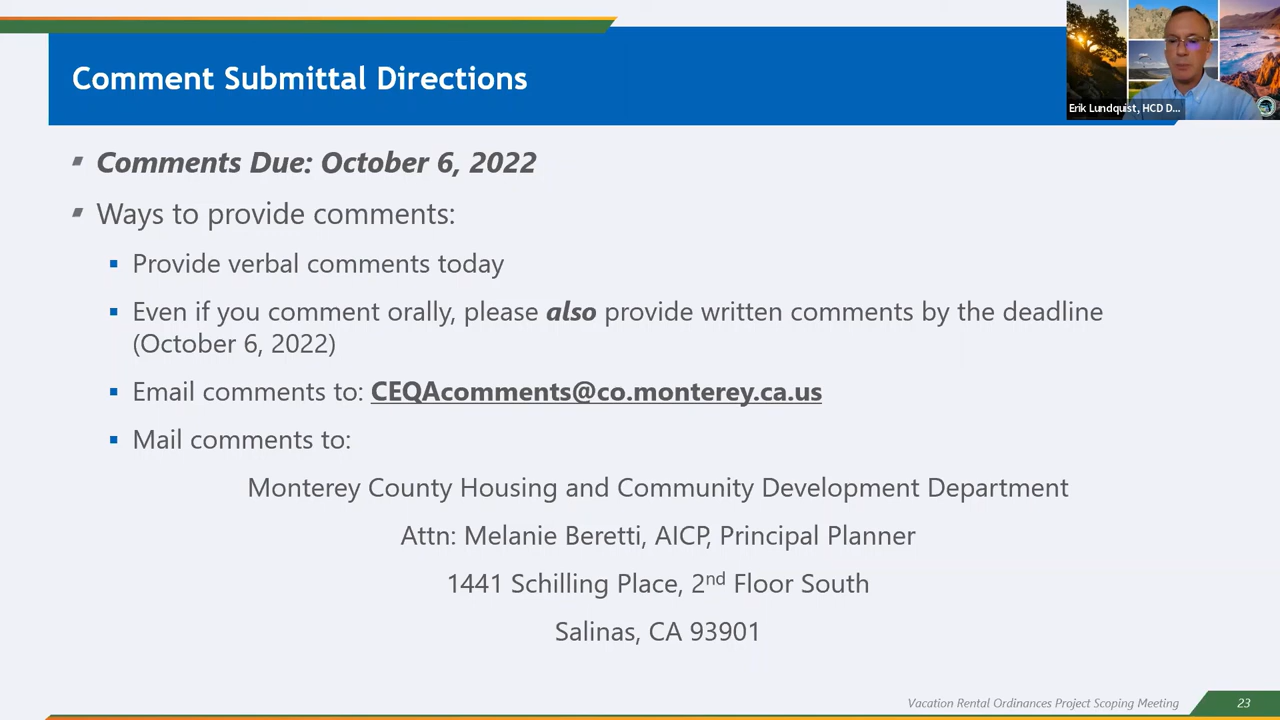 Comment Submittal Directions
Erik Lundquist, HCD D...
Comments Due: October 6, 2022
Ways to provide comments:
Provide verbal comments today
Even if you comment orally, please also provide written comments by the deadline
(October 6, 2022)
Email comments to: CEQAcomments@co.monterey.ca.us
Mail comments to:
Monterey County Housing and Community Development Department
Attn: Melanie Beretti, AICP, Principal Planner
1441 Schilling Place, 2nd Floor South
Salinas, CA 93901
Vacation Rental Ordinances Project Scoping Meeting
23